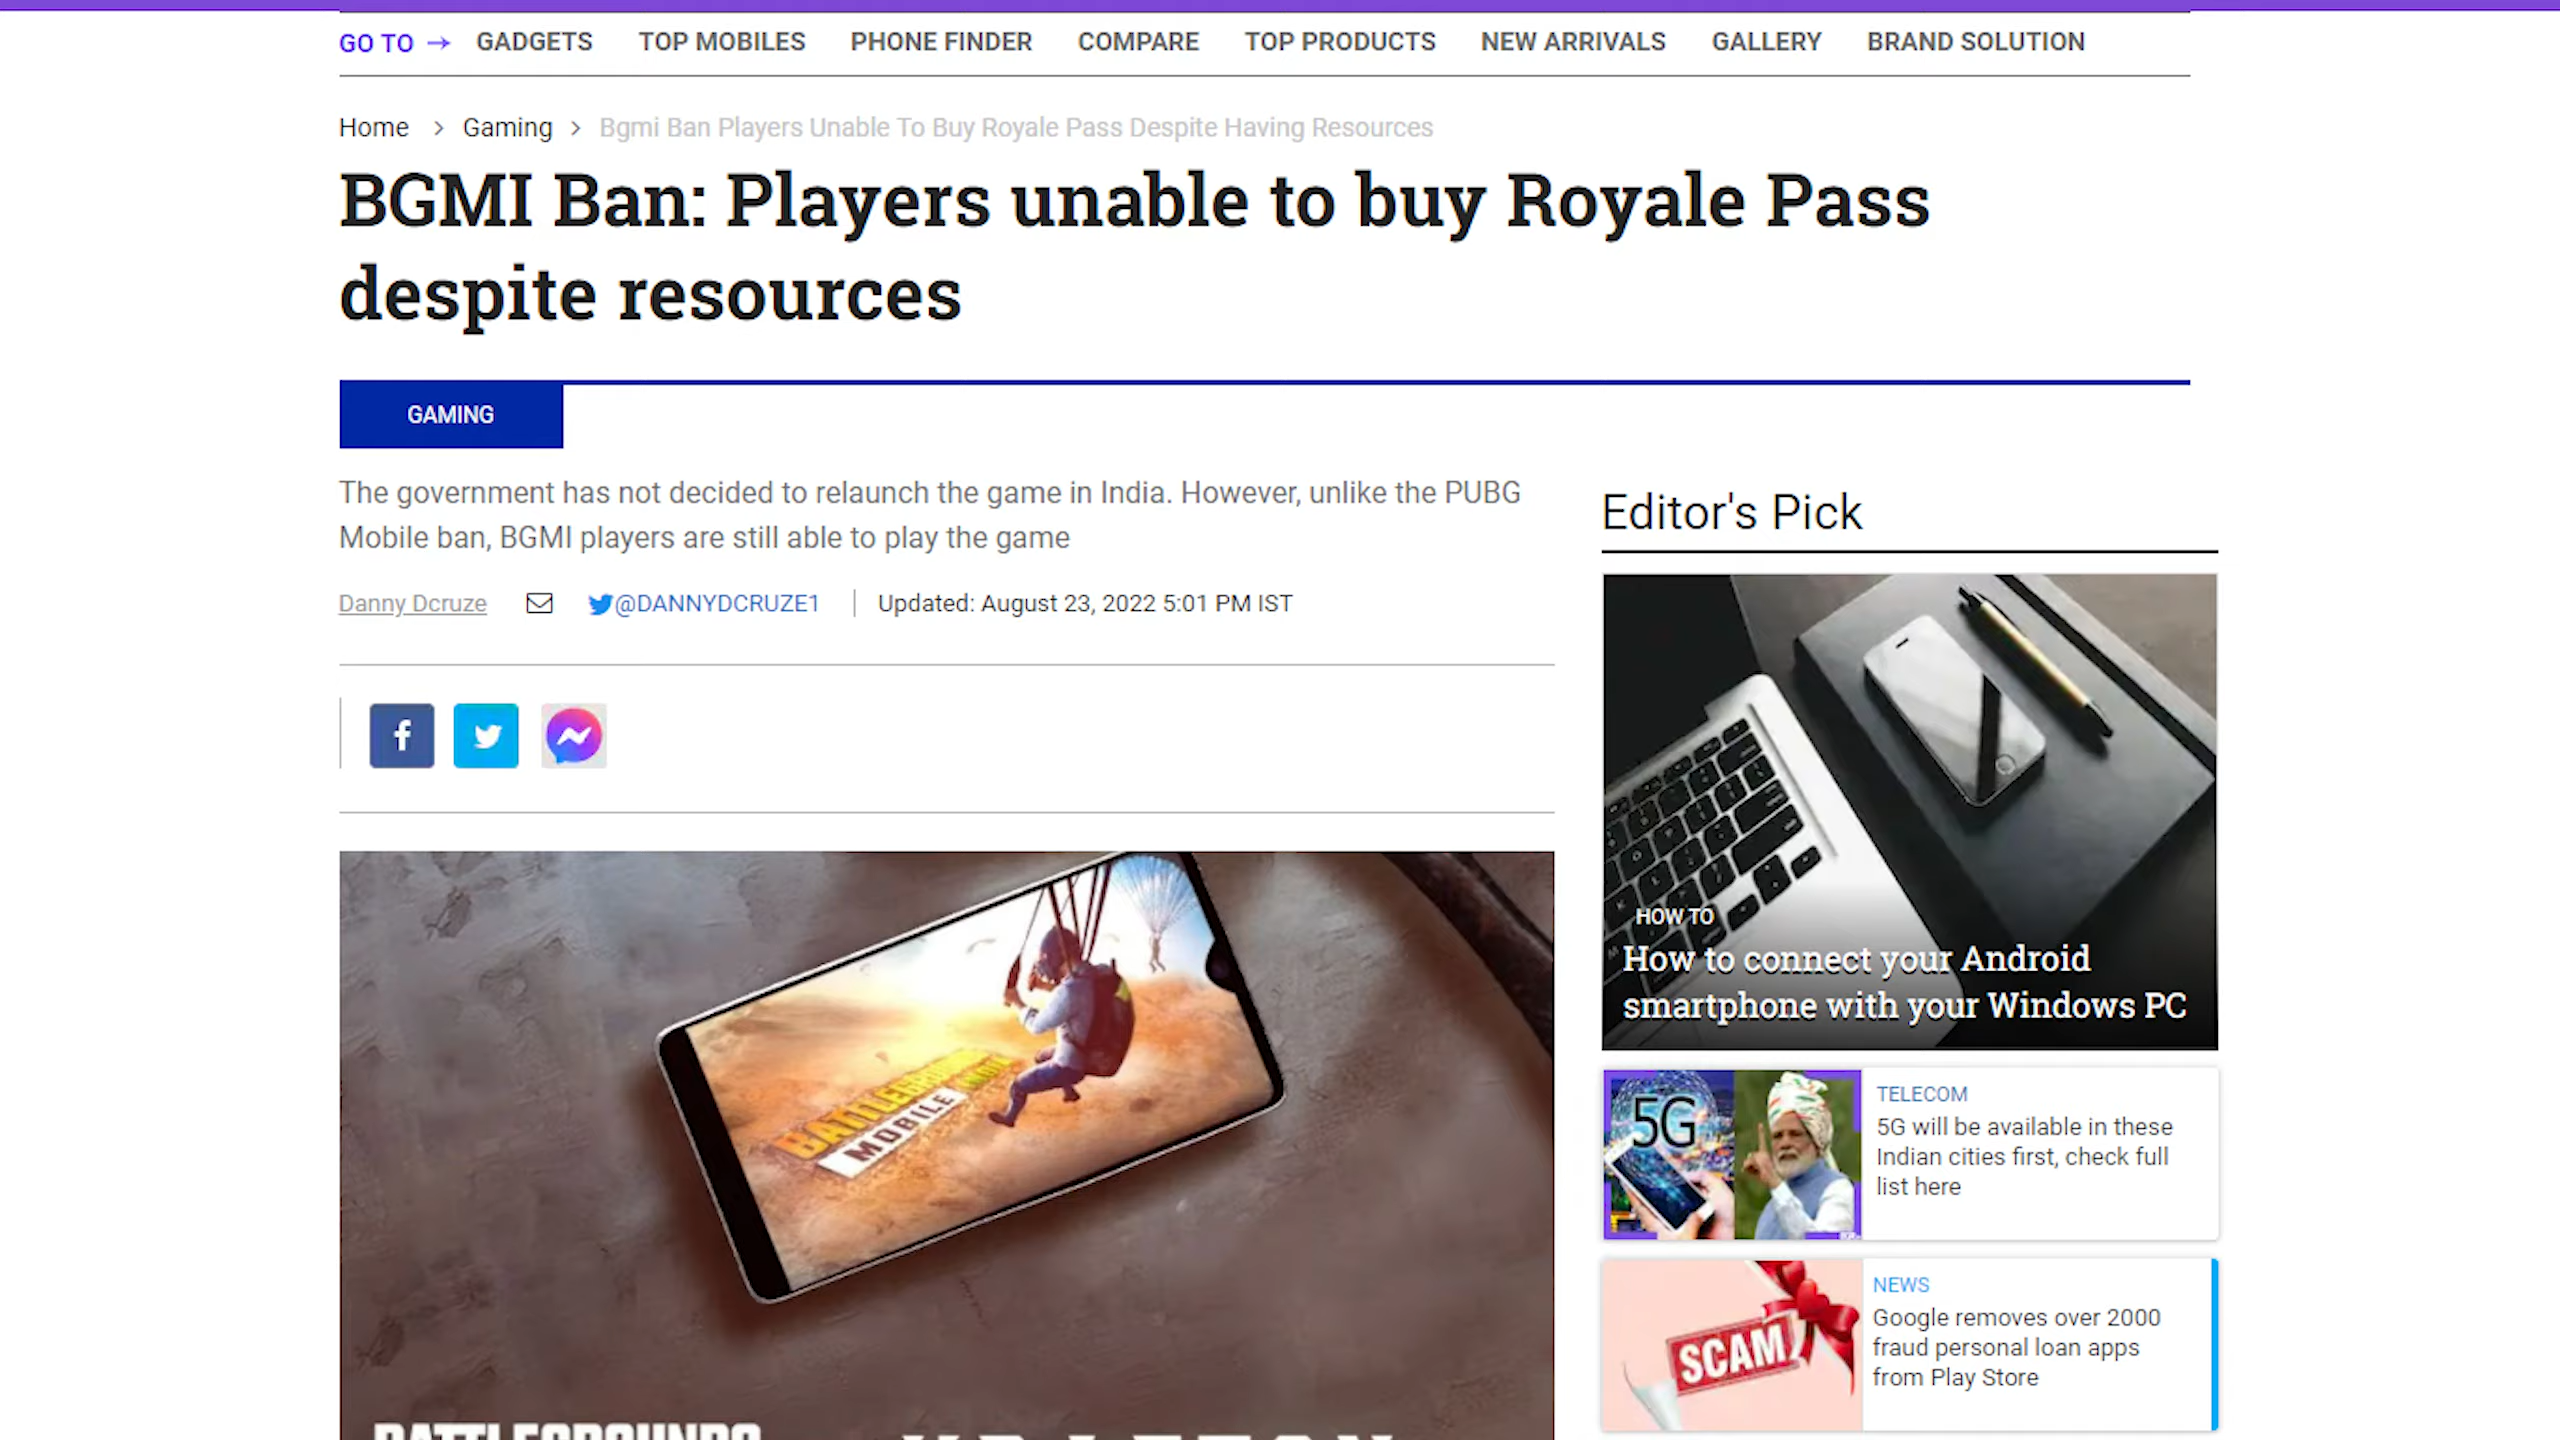 GO TO → GADGETS TOP MOBILES PHONE FINDER COMPARE TOP PRODUCTS NEW ARRIVALS GALLERY BRAND SOLUTION
Home > Gaming > Bgmi Ban Players Unable To Buy Royale Pass Despite Having Resources
BGMI Ban: Players unable to buy Royale Pass
despite resources
GAMING
The government has not decided to relaunch the game in India. However, unlike the PUBG
Mobile ban, BGMI players are still able to play the game
Danny Dcruze @DANNYDCRUZE1 | Updated: August 23, 2022 5:01 PM IST
BATTLEGROUNDS
MOBILE
INDIA
BATTLEGROUNDS KRAFTON
Editor's Pick
HOW TO
How to connect your Android
smartphone with your Windows PC
5G
TELECOM
5G will be available in these
Indian cities first, check full
list here
SCAM
NEWS
Google removes over 2000
fraud personal loan apps
from Play Store